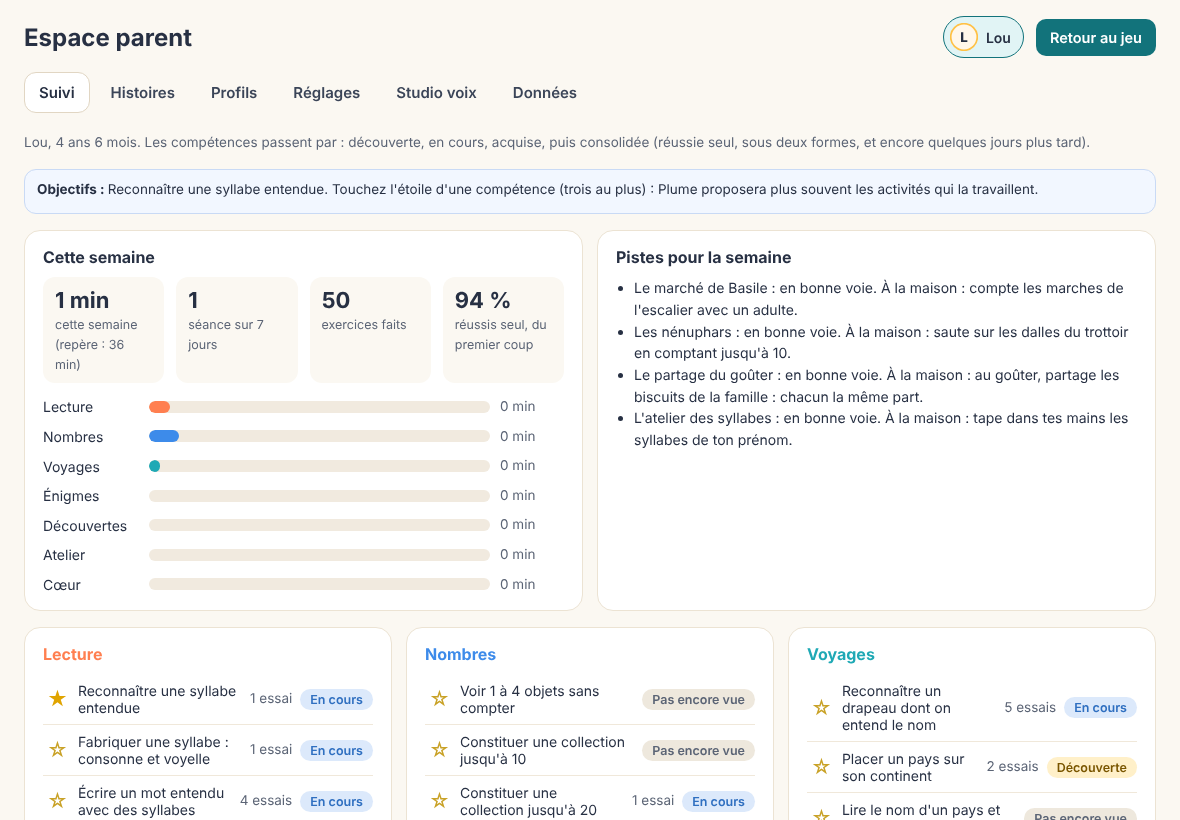 Espace parent
L Lou
Retour au jeu
Suivi Histoires Profils Réglages Studio voix Données
Lou, 4 ans 6 mois. Les compétences passent par : découverte, en cours, acquise, puis consolidée (réussie seul, sous deux formes, et encore quelques jours plus tard).
Objectifs : Reconnaître une syllabe entendue. Touchez l'étoile d'une compétence (trois au plus) : Plume proposera plus souvent les activités qui la travaillent.
Cette semaine
1 min
cette semaine
(repère : 36
min)
1
séance sur 7
jours
50
exercices faits
94 %
réussis seul, du
premier coup
Lecture 0 min
Nombres 0 min
Voyages 0 min
Énigmes 0 min
Découvertes 0 min
Atelier 0 min
Cœur 0 min
Pistes pour la semaine
Le marché de Basile : en bonne voie. À la maison : compte les marches de
l'escalier avec un adulte.
Les nénuphars : en bonne voie. À la maison : saute sur les dalles du trottoir
en comptant jusqu'à 10.
Le partage du goûter : en bonne voie. À la maison : au goûter, partage les
biscuits de la famille : chacun la même part.
L'atelier des syllabes : en bonne voie. À la maison : tape dans tes mains les
syllabes de ton prénom.
Lecture
Reconnaître une syllabe
entendue
1 essai En cours
Fabriquer une syllabe :
consonne et voyelle
1 essai En cours
Écrire un mot entendu
avec des syllabes
4 essais En cours
Nombres
Voir 1 à 4 objets sans
compter
Pas encore vue
Constituer une collection
jusqu'à 10
Pas encore vue
Constituer une
collection jusqu'à 20
1 essai En cours
Voyages
Reconnaître un
drapeau dont on
entend le nom
5 essais En cours
Placer un pays sur
son continent
2 essais Découverte
Lire le nom d'un pays et
Pas encore vue